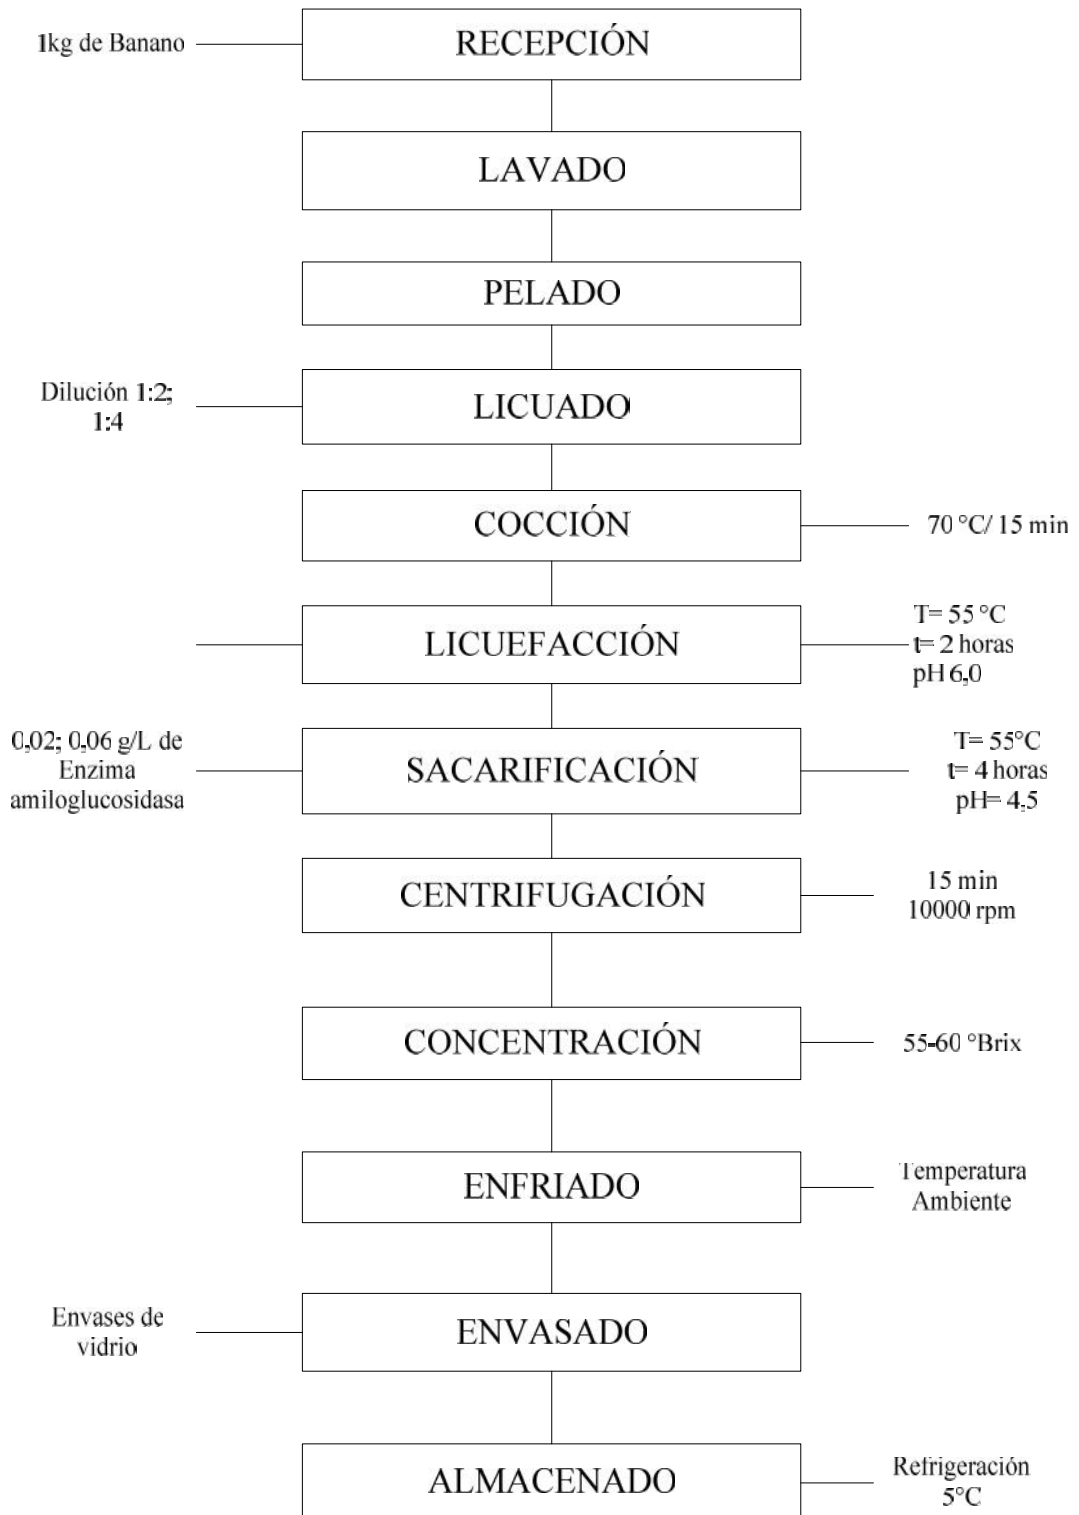 1kg de Banano
RECEPCIÓN
LAVADO
PELADO
Dilución 1:2;
1:4
LICUADO
COCCIÓN
70 °C/ 15 min
LICUEFACCIÓN
T= 55 °C
t= 2 horas
pH 6,0
0,02; 0,06 g/L de
Enzima
amiloglucosidasa
SACARIFICACIÓN
T= 55°C
t= 4 horas
pH= 4,5
CENTRIFUGACIÓN
15 min
10000 rpm
CONCENTRACIÓN
55-60 °Brix
ENFRIADO
Temperatura
Ambiente
Envases de
vidrio
ENVASADO
ALMACENADO
Refrigeración
5°C